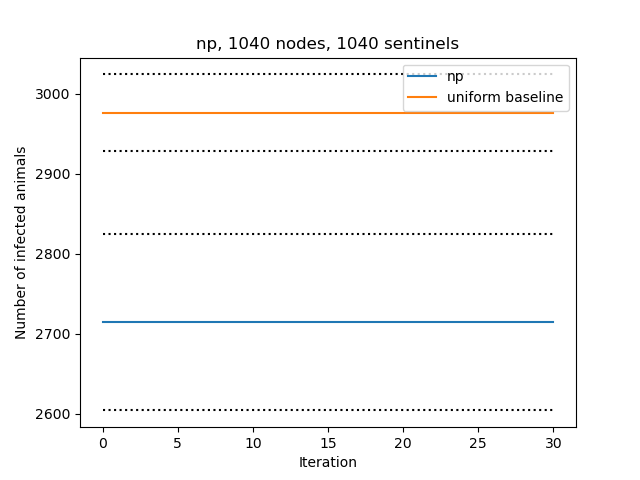 np, 1040 nodes, 1040 sentinels
np
uniform baseline
3000
2900
2800
2700
2600
Number of infected animals
0 5 10 15 20 25 30
Iteration